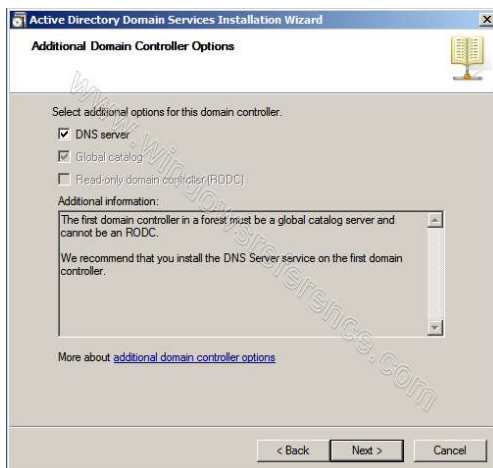 Active Directory Domain Services Installation Wizard
Additional Domain Controller Options
Select additional options for this domain controller.
DNS server
Global catalog
Read-only domain controller (RODC)
Additional information:
The first domain controller in a forest must be a global catalog server and
cannot be an RODC.
We recommend that you install the DNS Server service on the first domain
controller.
More about additional domain controller options
< Back
Next >
Cancel
www.windowsreference.com